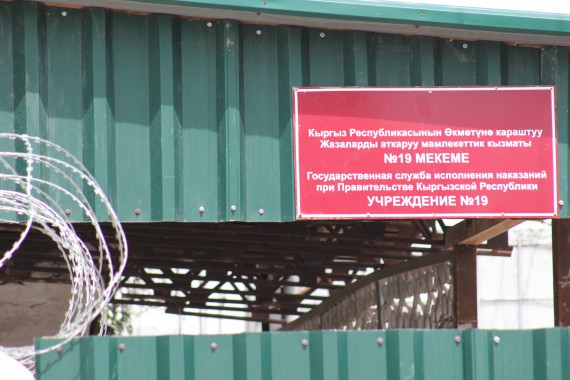 Кыргыз Республикасынын Өкмөтүнө караштуу
Жазаларды аткаруу мамлекеттик кызматы
№19 МЕКЕМЕ
Государственная служба исполнения наказаний
при Правительстве Кыргызской Республики
УЧРЕЖДЕНИЕ №19